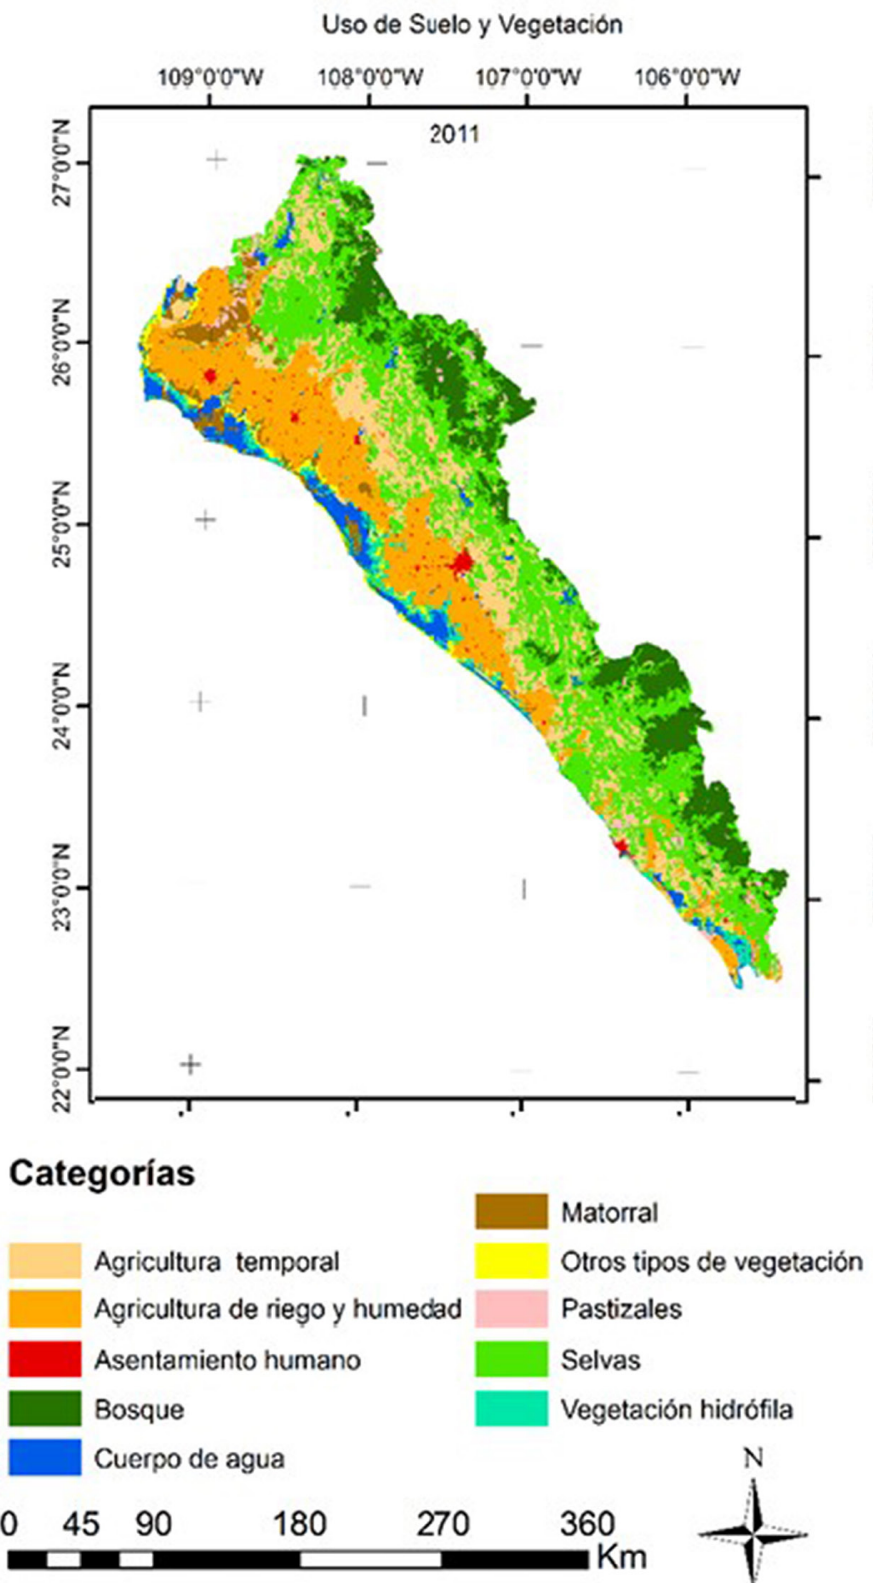 Uso de Suelo y Vegetación
109°0'0"W 108°0'0"W 107°0'0"W 106°0'0"W
2011
27°0'0"N
26°0'0"N
25°0'0"N
24°0'0"N
23°0'0"N
22°0'0"N
Categorías
Agricultura temporal
Agricultura de riego y humedad
Asentamiento humano
Bosque
Cuerpo de agua
Matorral
Otros tipos de vegetación
Pastizales
Selvas
Vegetación hidrófila
N
0 45 90 180 270 360
Km